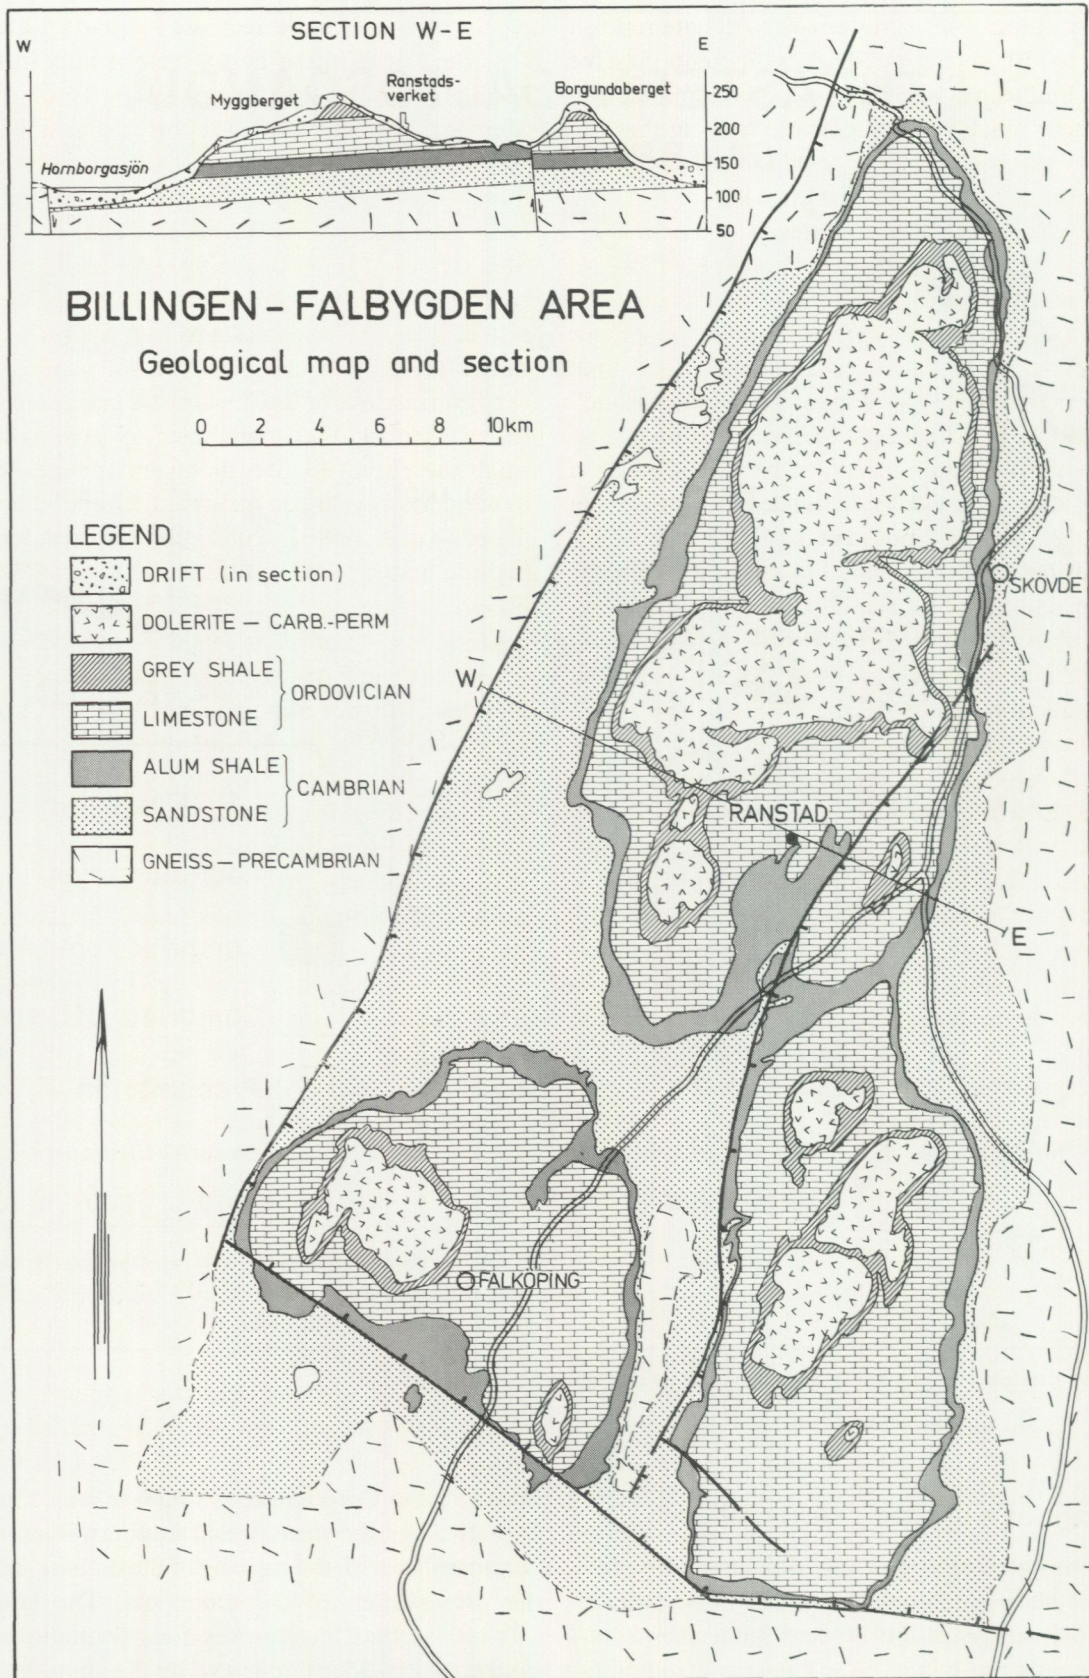 SECTION W-E
W
E
Ranstads-
verket
Myggberget
Borgundaberget
Hornborgasjön
250
200
150
100
50
BILLINGEN - FALBYGDEN AREA
Geological map and section
0 2 4 6 8 10 km
LEGEND
DRIFT (in section)
DOLERITE — CARB.-PERM
GREY SHALE
ORDOVICIAN
LIMESTONE
ALUM SHALE
CAMBRIAN
SANDSTONE
GNEISS — PRECAMBRIAN
SKÖVDE
W
RANSTAD
E
FALKÖPING